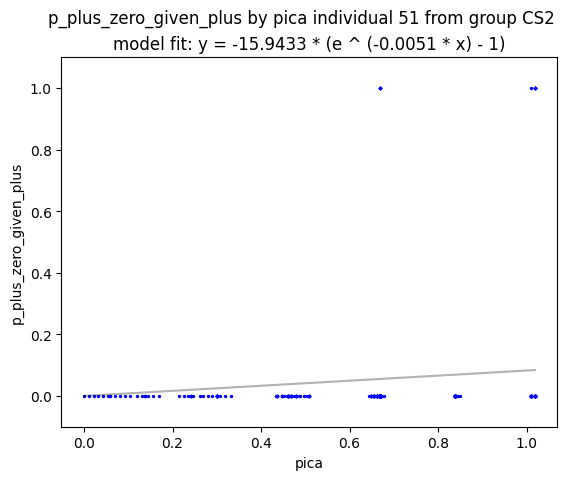 p_plus_zero_given_plus by pica individual 51 from group CS2
model fit: y = -15.9433 * (e ^ (-0.0051 * x) - 1)
1.0
0.8
0.6
0.4
0.2
0.0
p_plus_zero_given_plus
0.0 0.2 0.4 0.6 0.8 1.0
pica